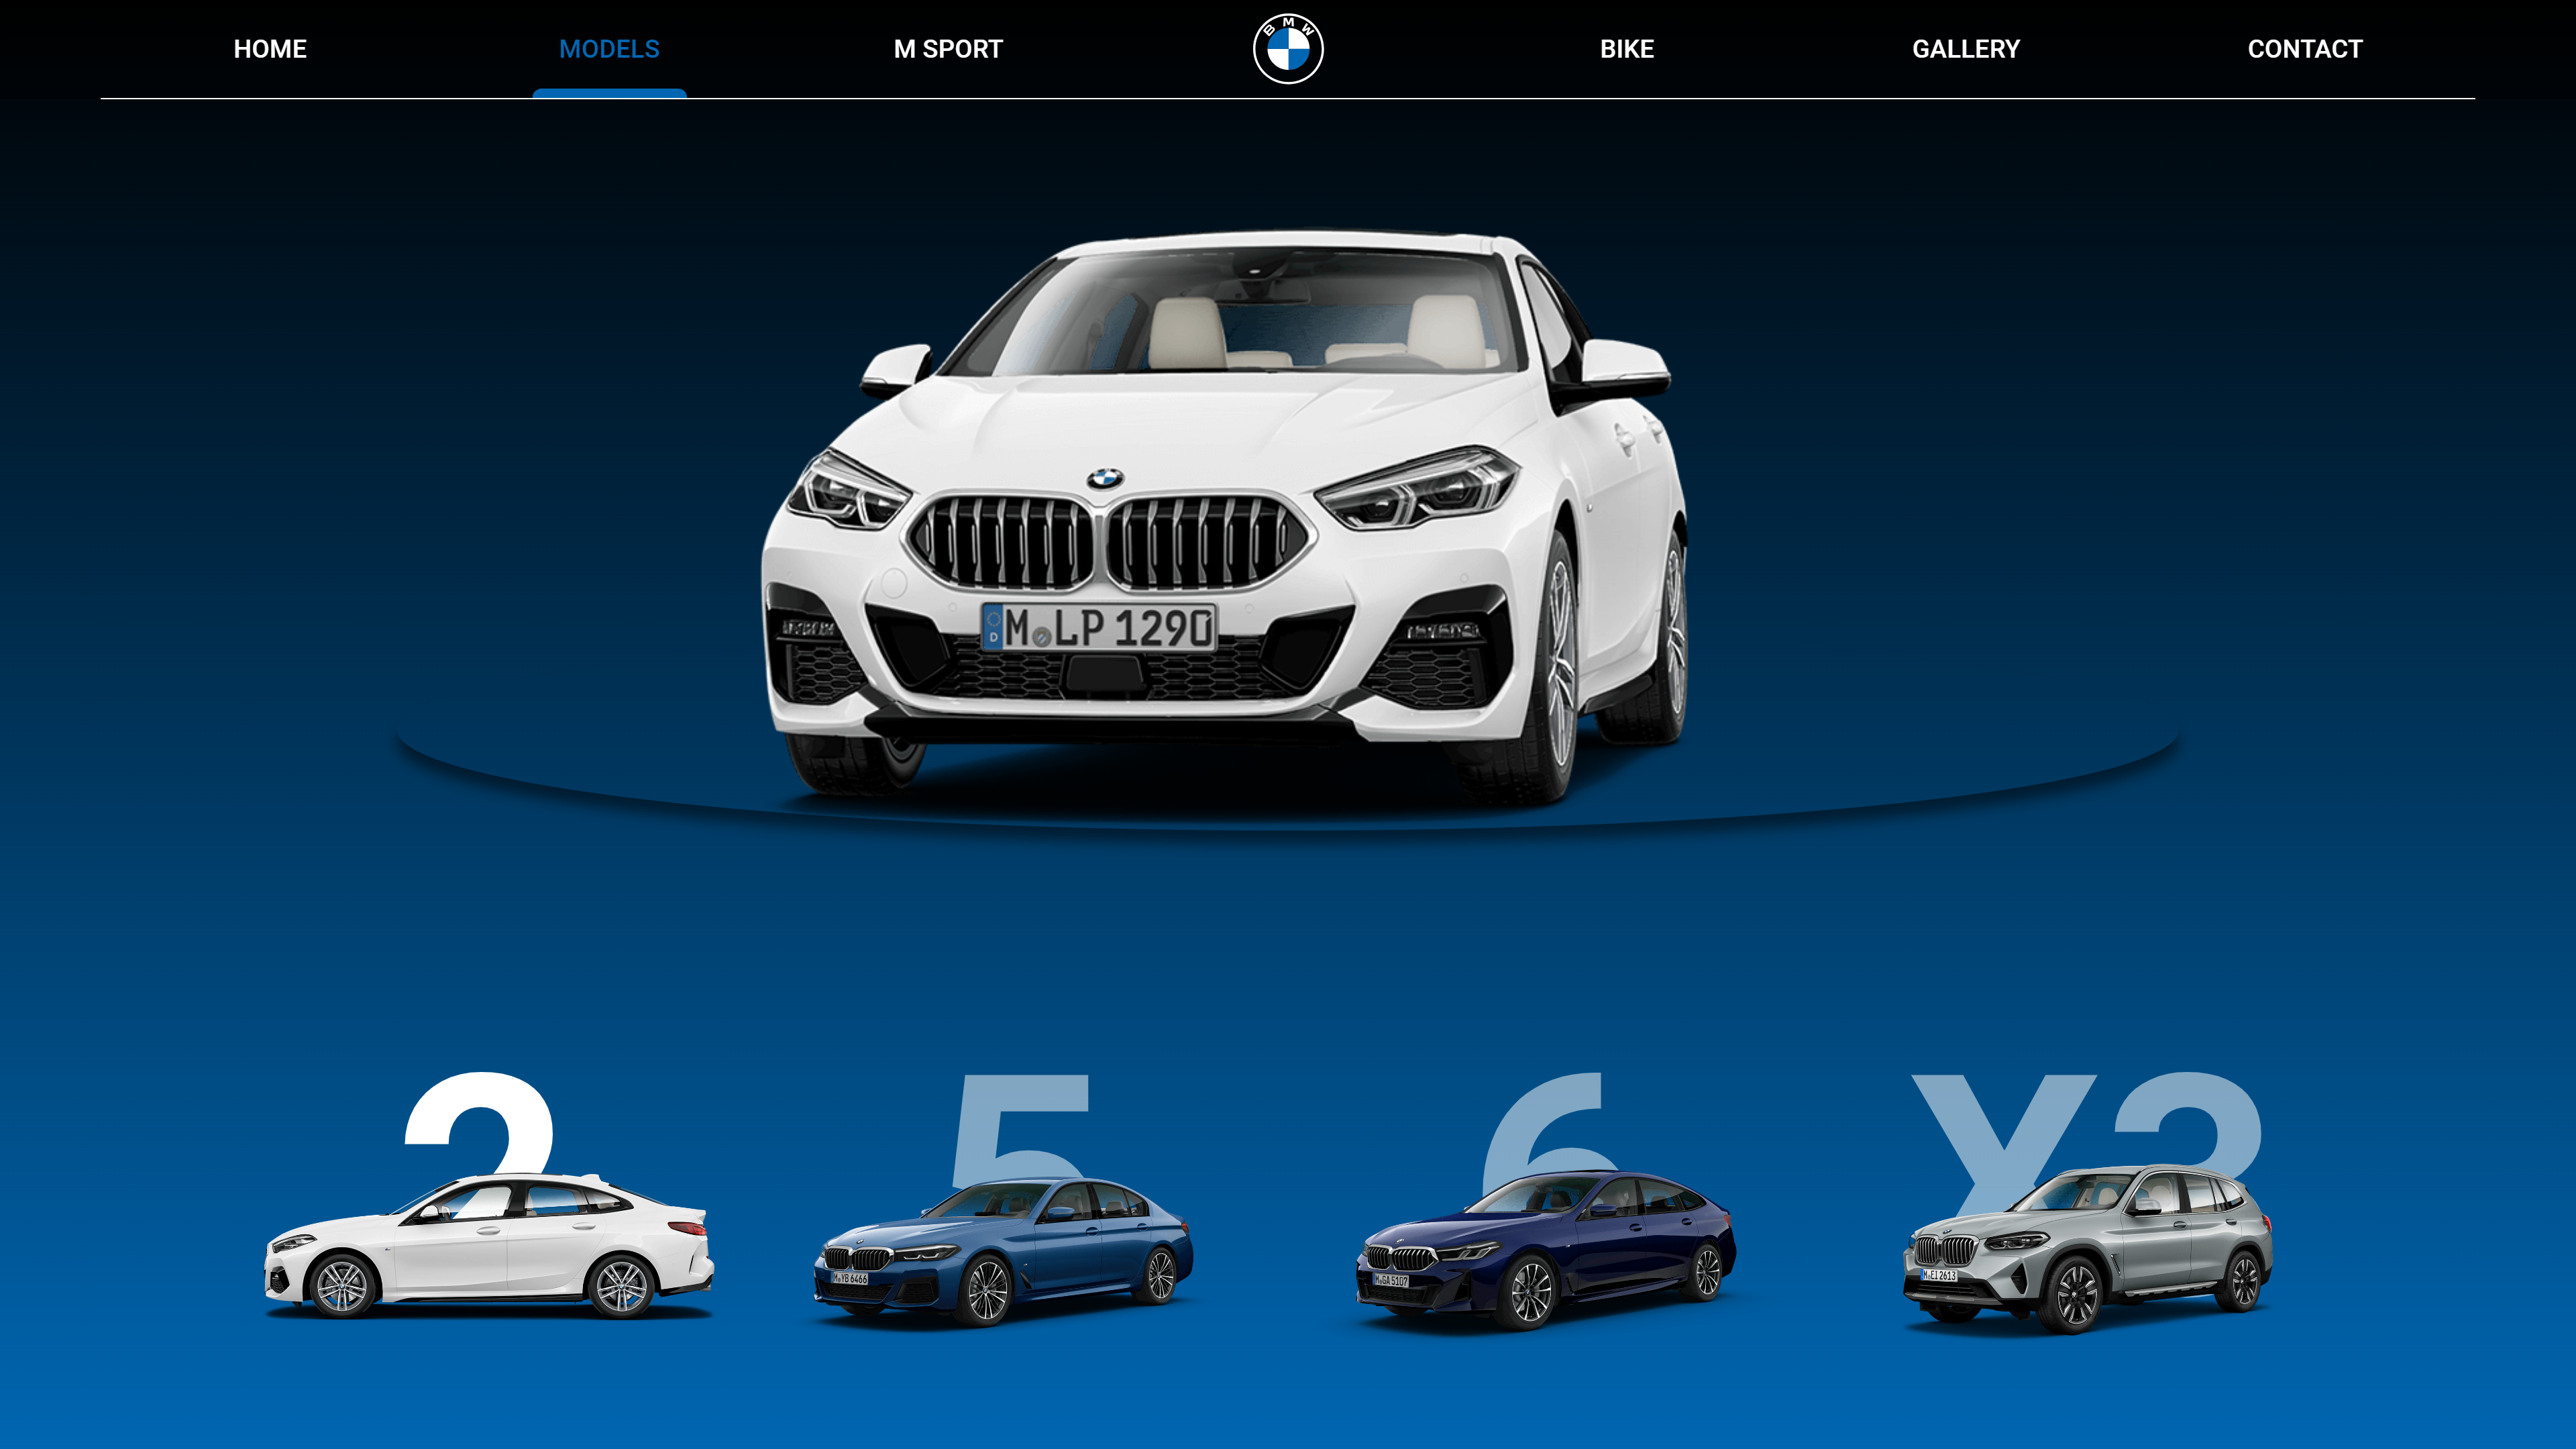 HOME MODELS M SPORT BMW BIKE GALLERY CONTACT
M LP 1290
D
2 5 6 X3
M YB 6466
M GA 5107
M EI 2613